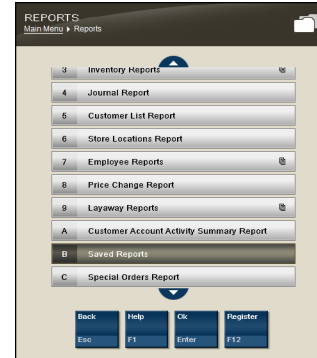 REPORTS
Main Menu ▸ Reports
3 Inventory Reports
4 Journal Report
5 Customer List Report
6 Store Locations Report
7 Employee Reports
8 Price Change Report
9 Layaway Reports
A Customer Account Activity Summary Report
B Saved Reports
C Special Orders Report
Back Help Ok Register
Esc F1 Enter F12